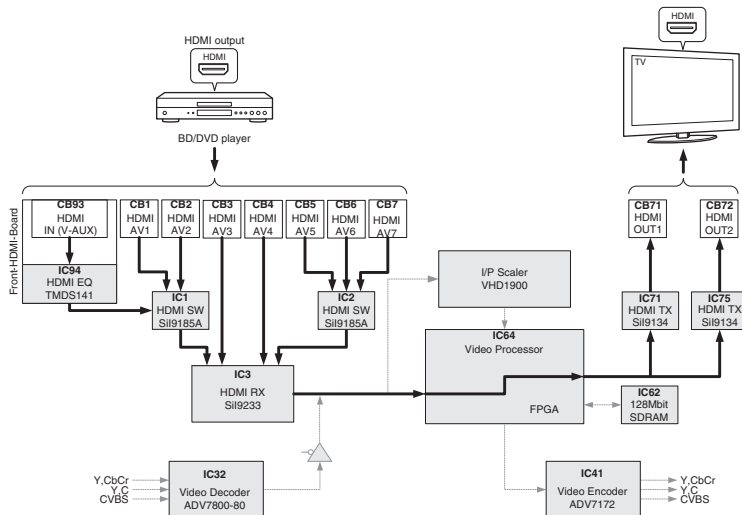 HDMI
HDMI output
HDMI
TV
BD/DVD player
Front-HDMI-Board
CB93
HDMI
IN (V-AUX)
CB1
HDMI
AV1
CB2
HDMI
AV2
CB3
HDMI
AV3
CB4
HDMI
AV4
CB5
HDMI
AV5
CB6
HDMI
AV6
CB7
HDMI
AV7
CB71
HDMI
OUT1
CB72
HDMI
OUT2
IC94
HDMI EQ
TMDS141
IC1
HDMI SW
SiI9185A
IC2
HDMI SW
SiI9185A
I/P Scaler
VHD1900
IC71
HDMI TX
SiI9134
IC75
HDMI TX
SiI9134
IC3
HDMI RX
SiI9233
IC64
Video Processor
FPGA
IC62
128Mbit
SDRAM
Y,CbCr
Y,C
CVBS
IC32
Video Decoder
ADV7800-80
IC41
Video Encoder
ADV7172
Y,CbCr
Y,C
CVBS